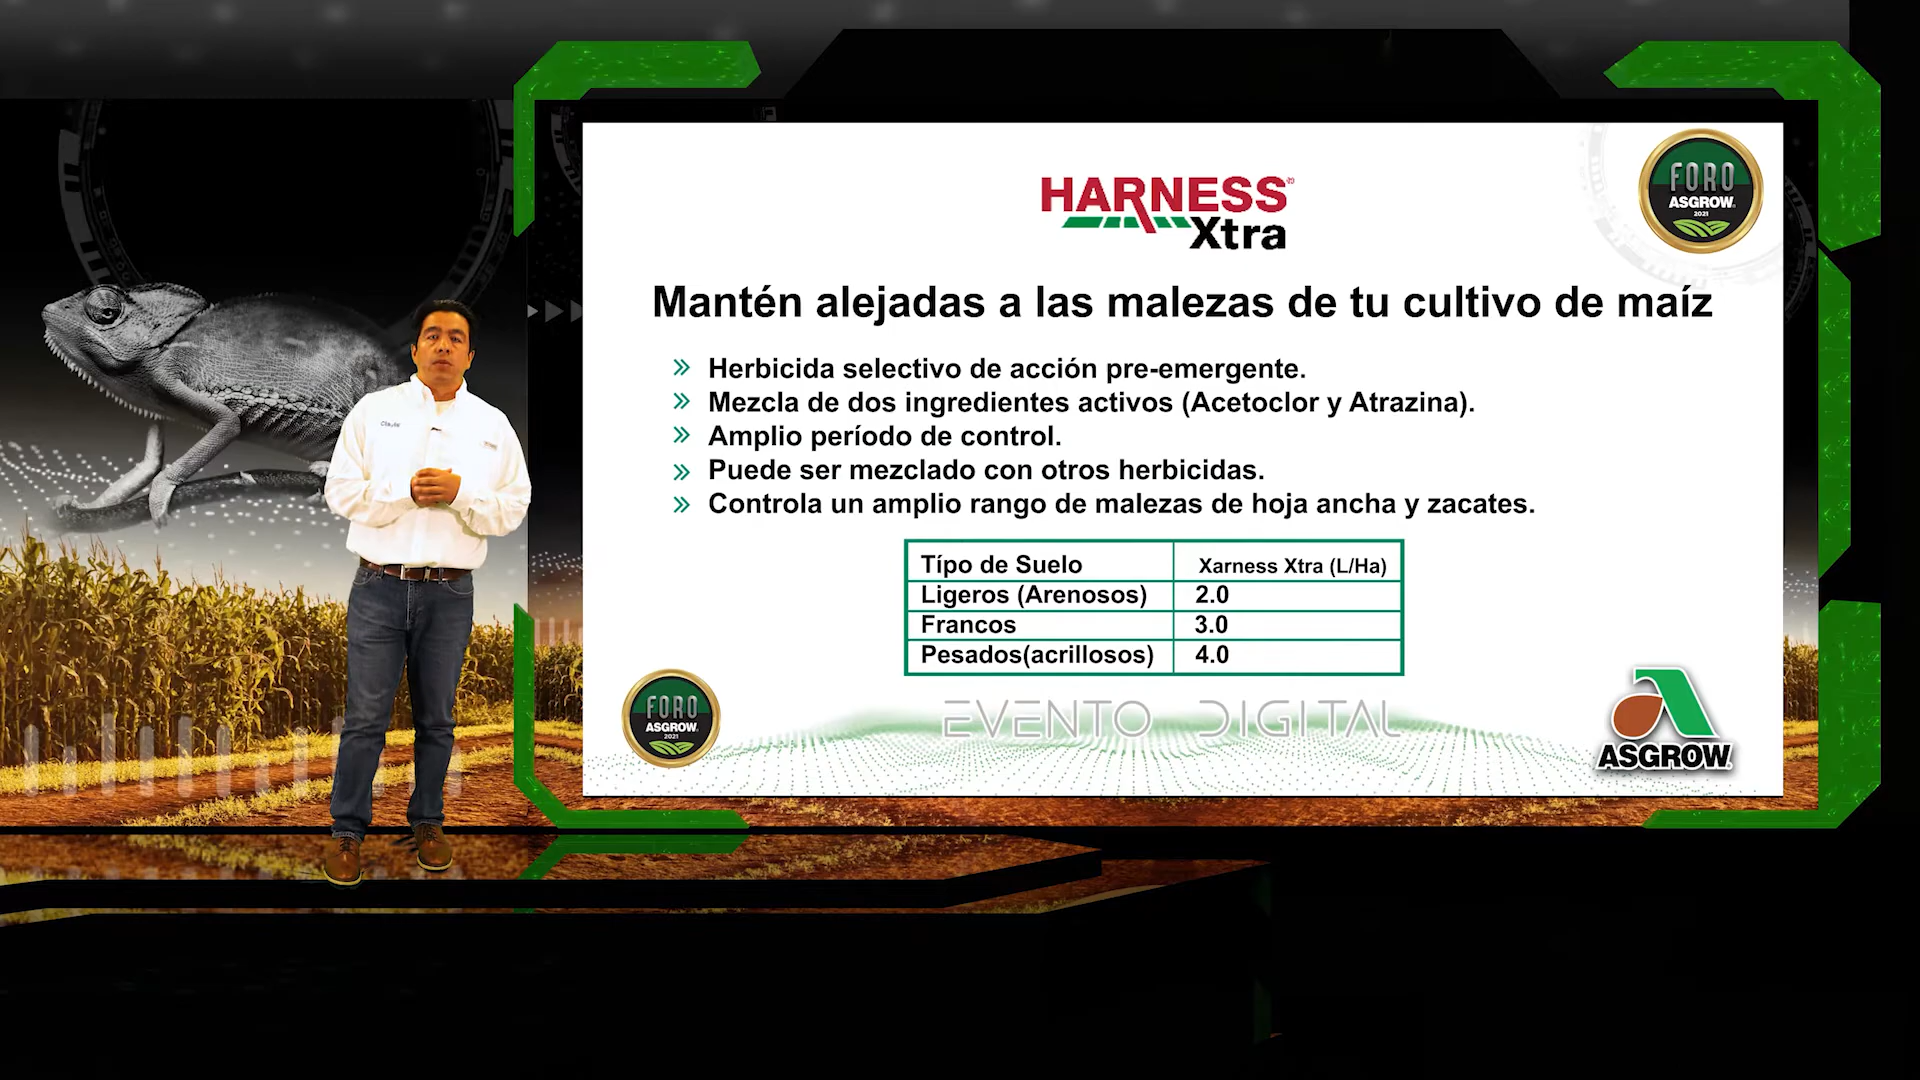 HARNESS®
Xtra
FORO
ASGROW
2021
Mantén alejadas a las malezas de tu cultivo de maíz
Herbicida selectivo de acción pre-emergente.
Mezcla de dos ingredientes activos (Acetoclor y Atrazina).
Amplio período de control.
Puede ser mezclado con otros herbicidas.
Controla un amplio rango de malezas de hoja ancha y zacates.
Típo de Suelo Xarness Xtra (L/Ha)
Ligeros (Arenosos) 2.0
Francos 3.0
Pesados(acrillosos) 4.0
FORO
ASGROW
2021
EVENTO DIGITAL
ASGROW